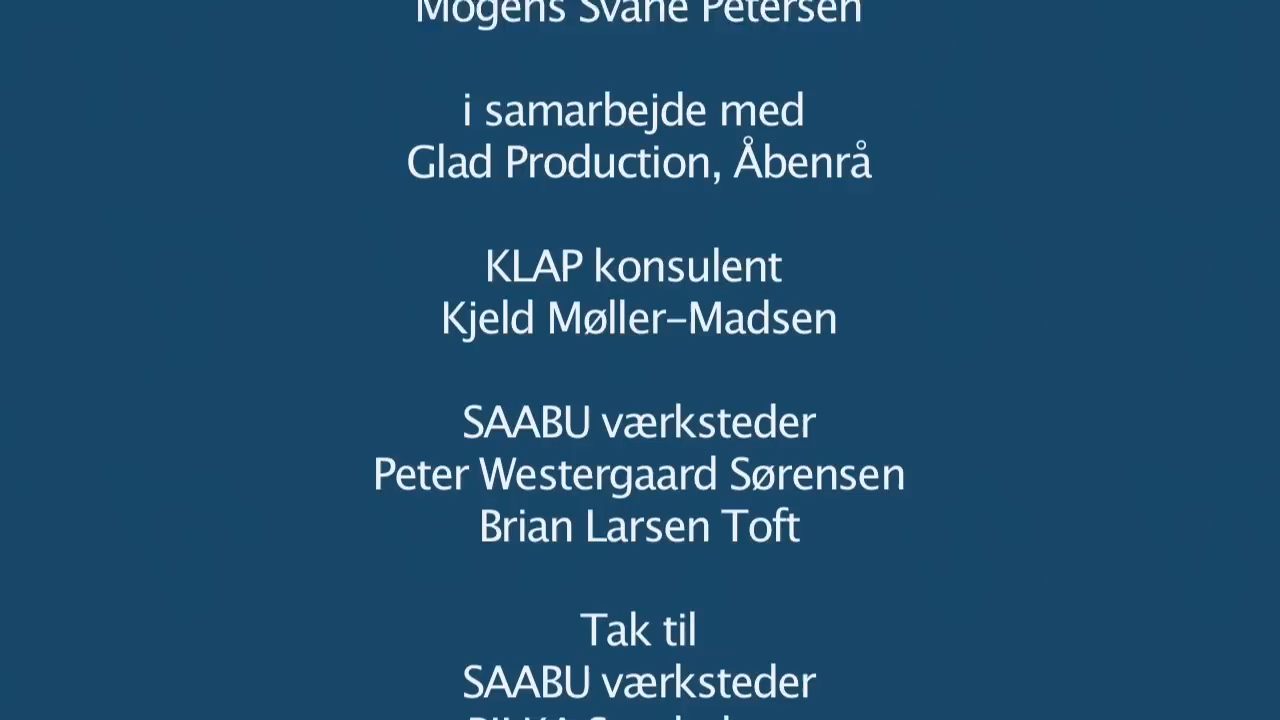 Mogens Svane Petersen
i samarbejde med
Glad Production, Åbenrå
KLAP konsulent
Kjeld Møller-Madsen
SAABU værksteder
Peter Westergaard Sørensen
Brian Larsen Toft
Tak til
SAABU værksteder